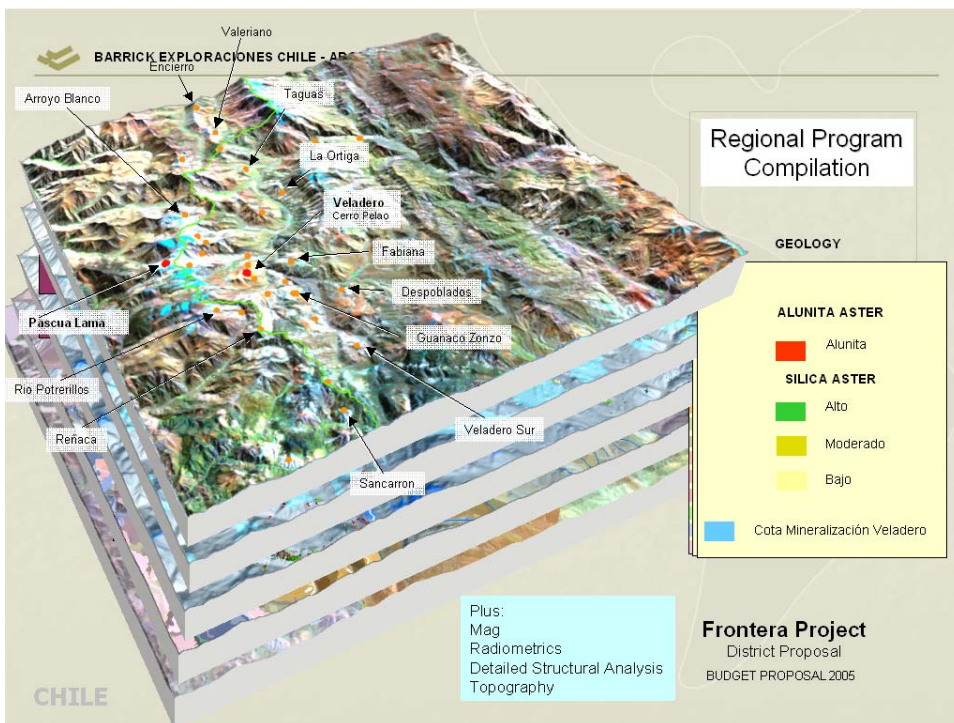 BARRICK EXPLORACIONES CHILE - AR
Valeriano
Encierro
Arroyo Blanco
Taguas
La Ortiga
Veladero
Cerro Pelao
Fabiana
Despoblados
Pascua Lama
Guanaco Zonzo
Rio Potrerillos
Reñaca
Veladero Sur
Sancarron
Regional Program
Compilation
GEOLOGY
ALUNITA ASTER
Alunita
SILICA ASTER
Alto
Moderado
Bajo
Cota Mineralización Veladero
Plus:
Mag
Radiometrics
Detailed Structural Analysis
Topography
Frontera Project
District Proposal
BUDGET PROPOSAL 2005
CHILE